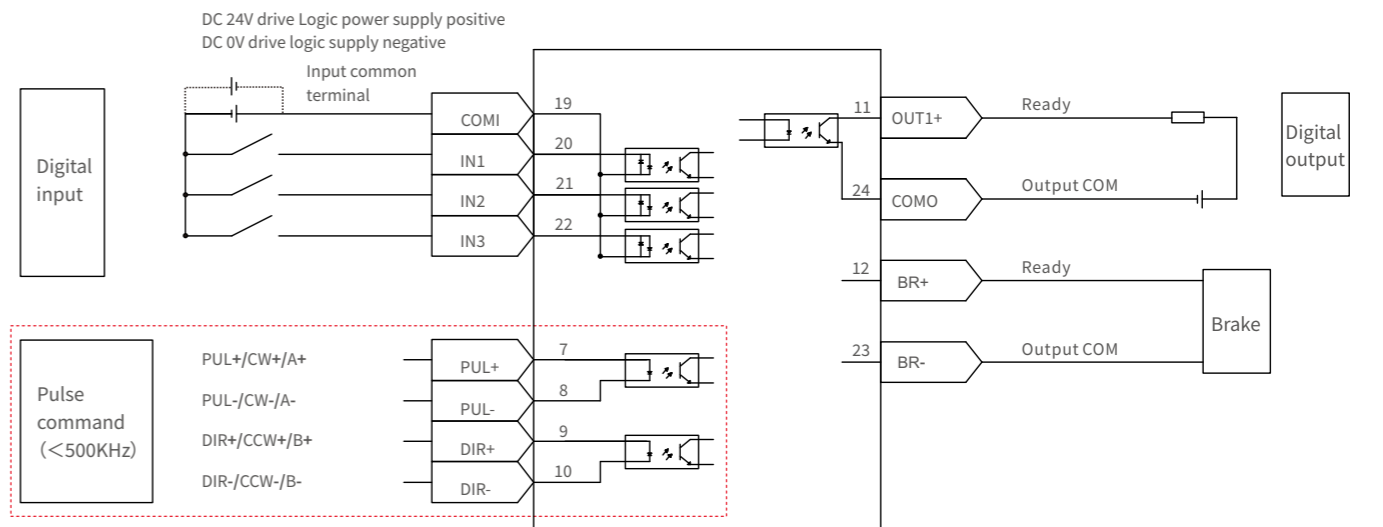 DC 24V drive Logic power supply positive
DC 0V drive logic supply negative
Input common
terminal
Digital
input
COMI
19
IN1
20
IN2
21
IN3
22
11
OUT1+
Ready
24
COMO
Output COM
Digital
output
12
BR+
Ready
23
BR-
Output COM
Brake
Pulse
command
（＜500KHz）
PUL+/CW+/A+
PUL-/CW-/A-
DIR+/CCW+/B+
DIR-/CCW-/B-
PUL+
7
PUL-
8
DIR+
9
DIR-
10